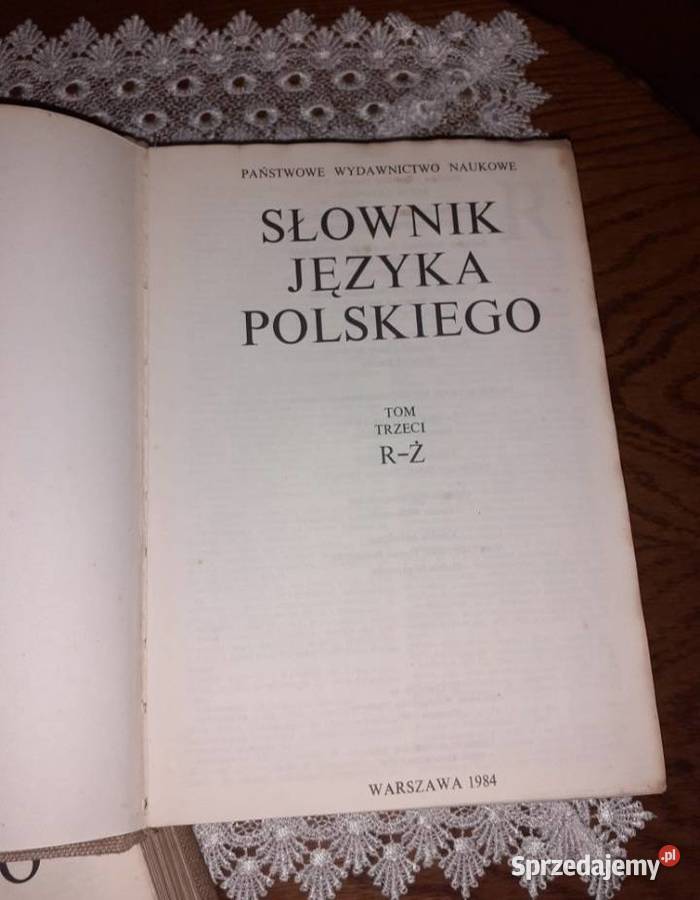 PAŃSTWOWE WYDAWNICTWO NAUKOWE
SŁOWNIK
JĘZYKA
POLSKIEGO
TOM
TRZECI
R-Ż
WARSZAWA 1984
O
Sprzedajemy.pl